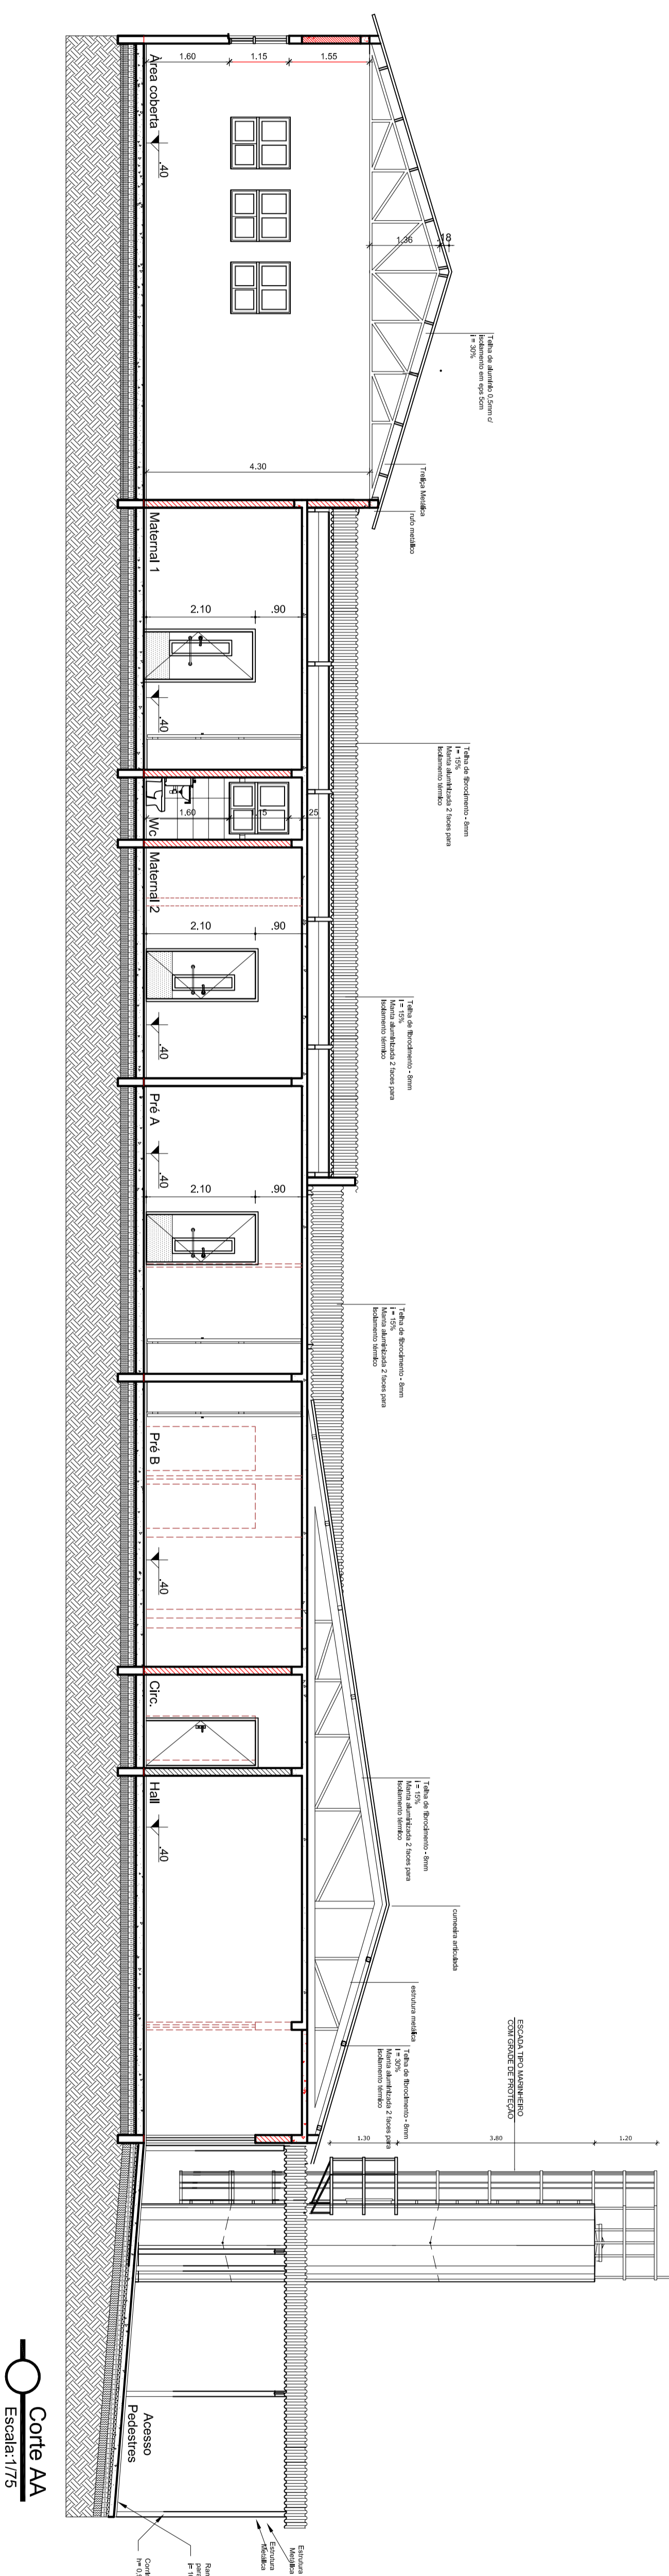 Área coberta
.40
1.60
1.15
1.55
1.36
.18
4.30
Telha de alumínio 0,5mm c/
isolamento em eps 5cm
i = 30%
Treliça Metálica
rufo metálico
Maternal 1
2.10
.90
.40
Telha de fibrocimento - 8mm
i = 15%
Manta aluminizada 2 faces para
isolamento térmico
Wc
1.60
1.15
25
Maternal 2
2.10
.90
.40
Telha de fibrocimento - 8mm
i = 15%
Manta aluminizada 2 faces para
isolamento térmico
Pré A
.40
2.10
.90
Telha de fibrocimento - 8mm
i = 15%
Manta aluminizada 2 faces para
isolamento térmico
Pré B
.40
Circ.
Hall
.40
Telha de fibrocimento - 8mm
i = 15%
Manta aluminizada 2 faces para
isolamento térmico
cumeeira articulada
estrutura metálica
Telha de fibrocimento - 8mm
i = 30%
Manta aluminizada 2 faces para
isolamento térmico
ESCADA TIPO MARINHEIRO
COM GRADE DE PROTEÇÃO
1.30
3.80
1.20
Acesso
Pedestres
Estrutura
Metálica
Estrutura
Metálica
Corte AA
Escala:1/75